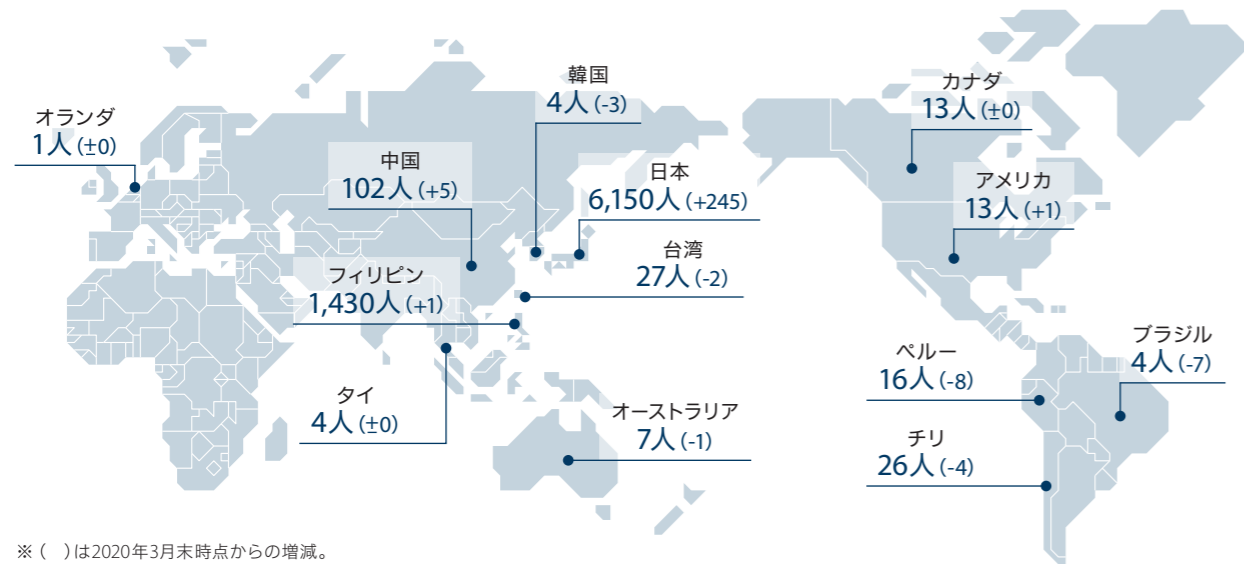 オランダ
1人(±0)
中国
102人(+5)
韓国
4人(-3)
日本
6,150人(+245)
台湾
27人(-2)
フィリピン
1,430人(+1)
タイ
4人(±0)
オーストラリア
7人(-1)
カナダ
13人(±0)
アメリカ
13人(+1)
ペルー
16人(-8)
ブラジル
4人(-7)
チリ
26人(-4)
※( )は2020年3月末時点からの増減。